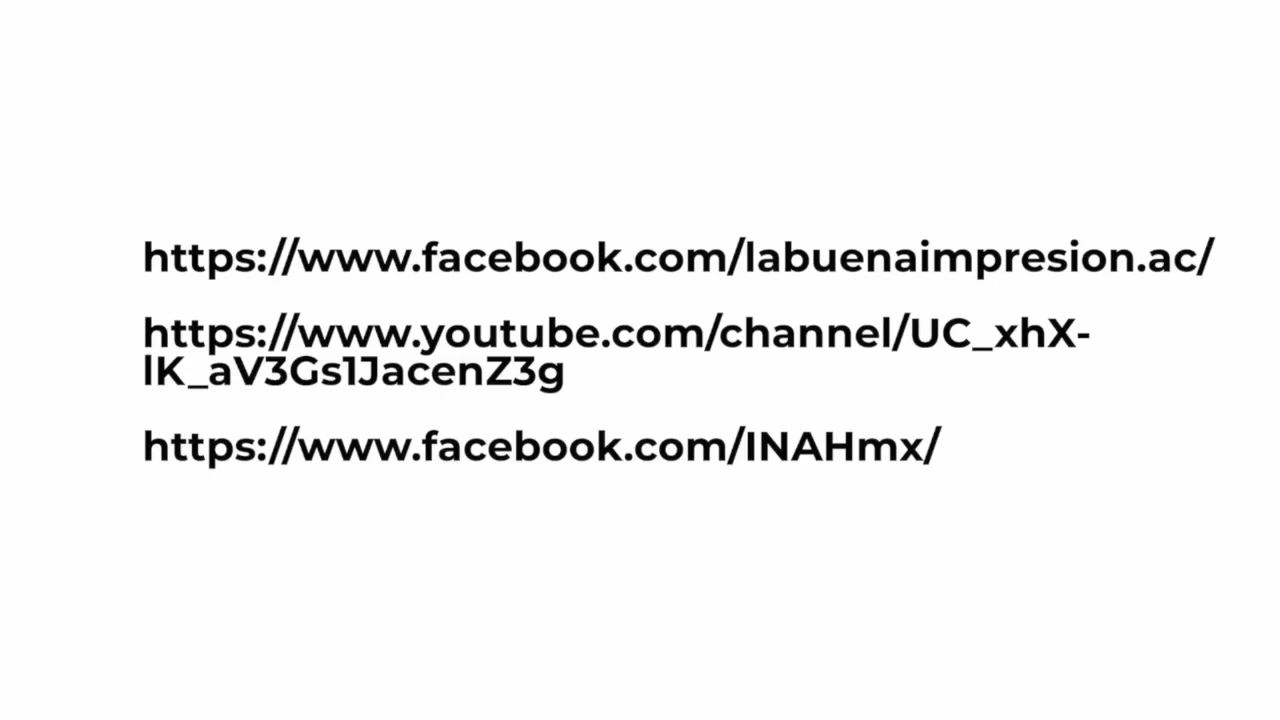 https://www.facebook.com/labuenaimpresion.ac/
https://www.youtube.com/channel/UC_xhX-
lK_aV3Gs1JacenZ3g
https://www.facebook.com/INAHmx/